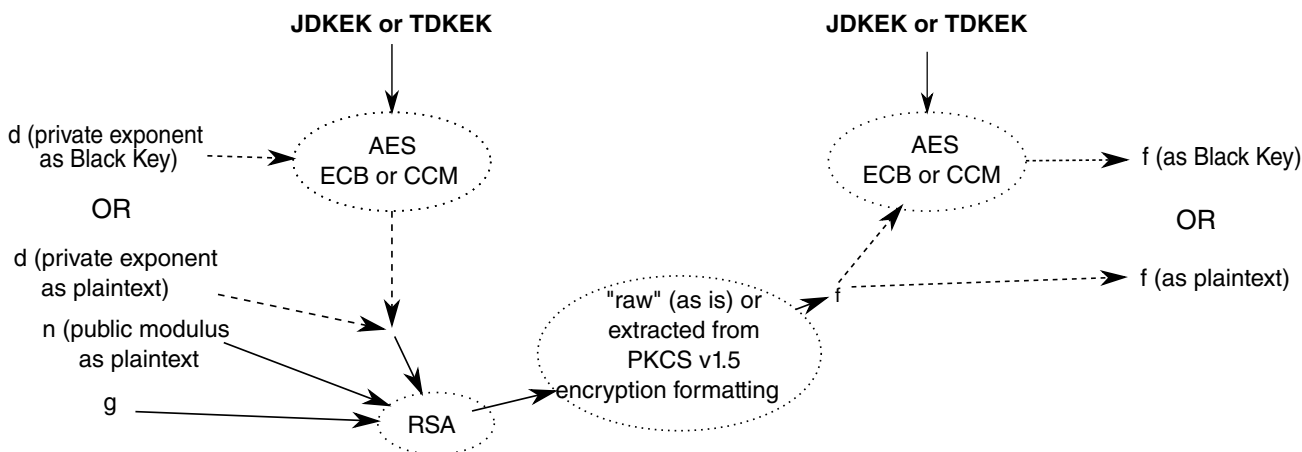 JDKEK or TDKEK
JDKEK or TDKEK
d (private exponent
as Black Key)
AES
ECB or CCM
AES
ECB or CCM
f (as Black Key)
OR
OR
d (private exponent
as plaintext)
f (as plaintext)
"raw" (as is) or
extracted from
PKCS v1.5
encryption formatting
f
n (public modulus
as plaintext
g
RSA